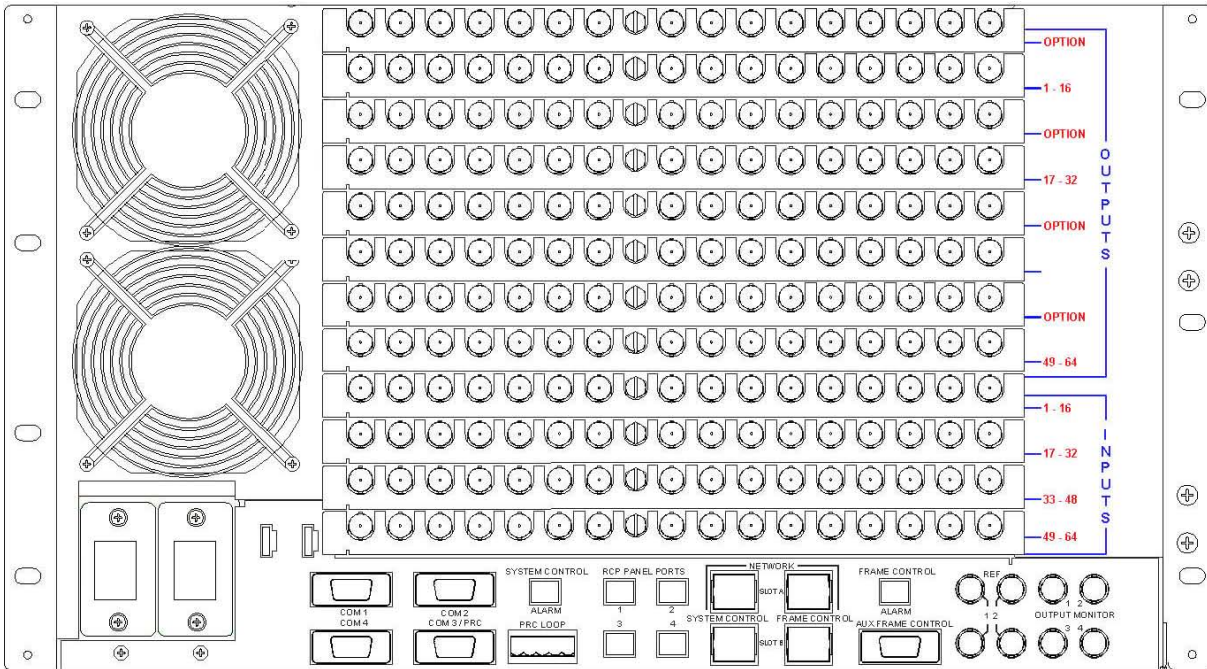 OPTION
1 - 16
OPTION
17 - 32
OPTION
OPTION
49 - 64
OUTPUTS
1 - 16
17 - 32
33 - 48
49 - 64
INPUTS
SYSTEM CONTROL
ALARM
RCP PANEL PORTS
1 2
3 4
NETWORK
SLOT A
SYSTEM CONTROL
FRAME CONTROL
SLOT B
FRAME CONTROL
ALARM
AUX FRAME CONTROL
REF
1 2
1 2
OUTPUT MONITOR
3 4
COM 1
COM 2
COM 4
COM 3 / PRC
PRC LOOP